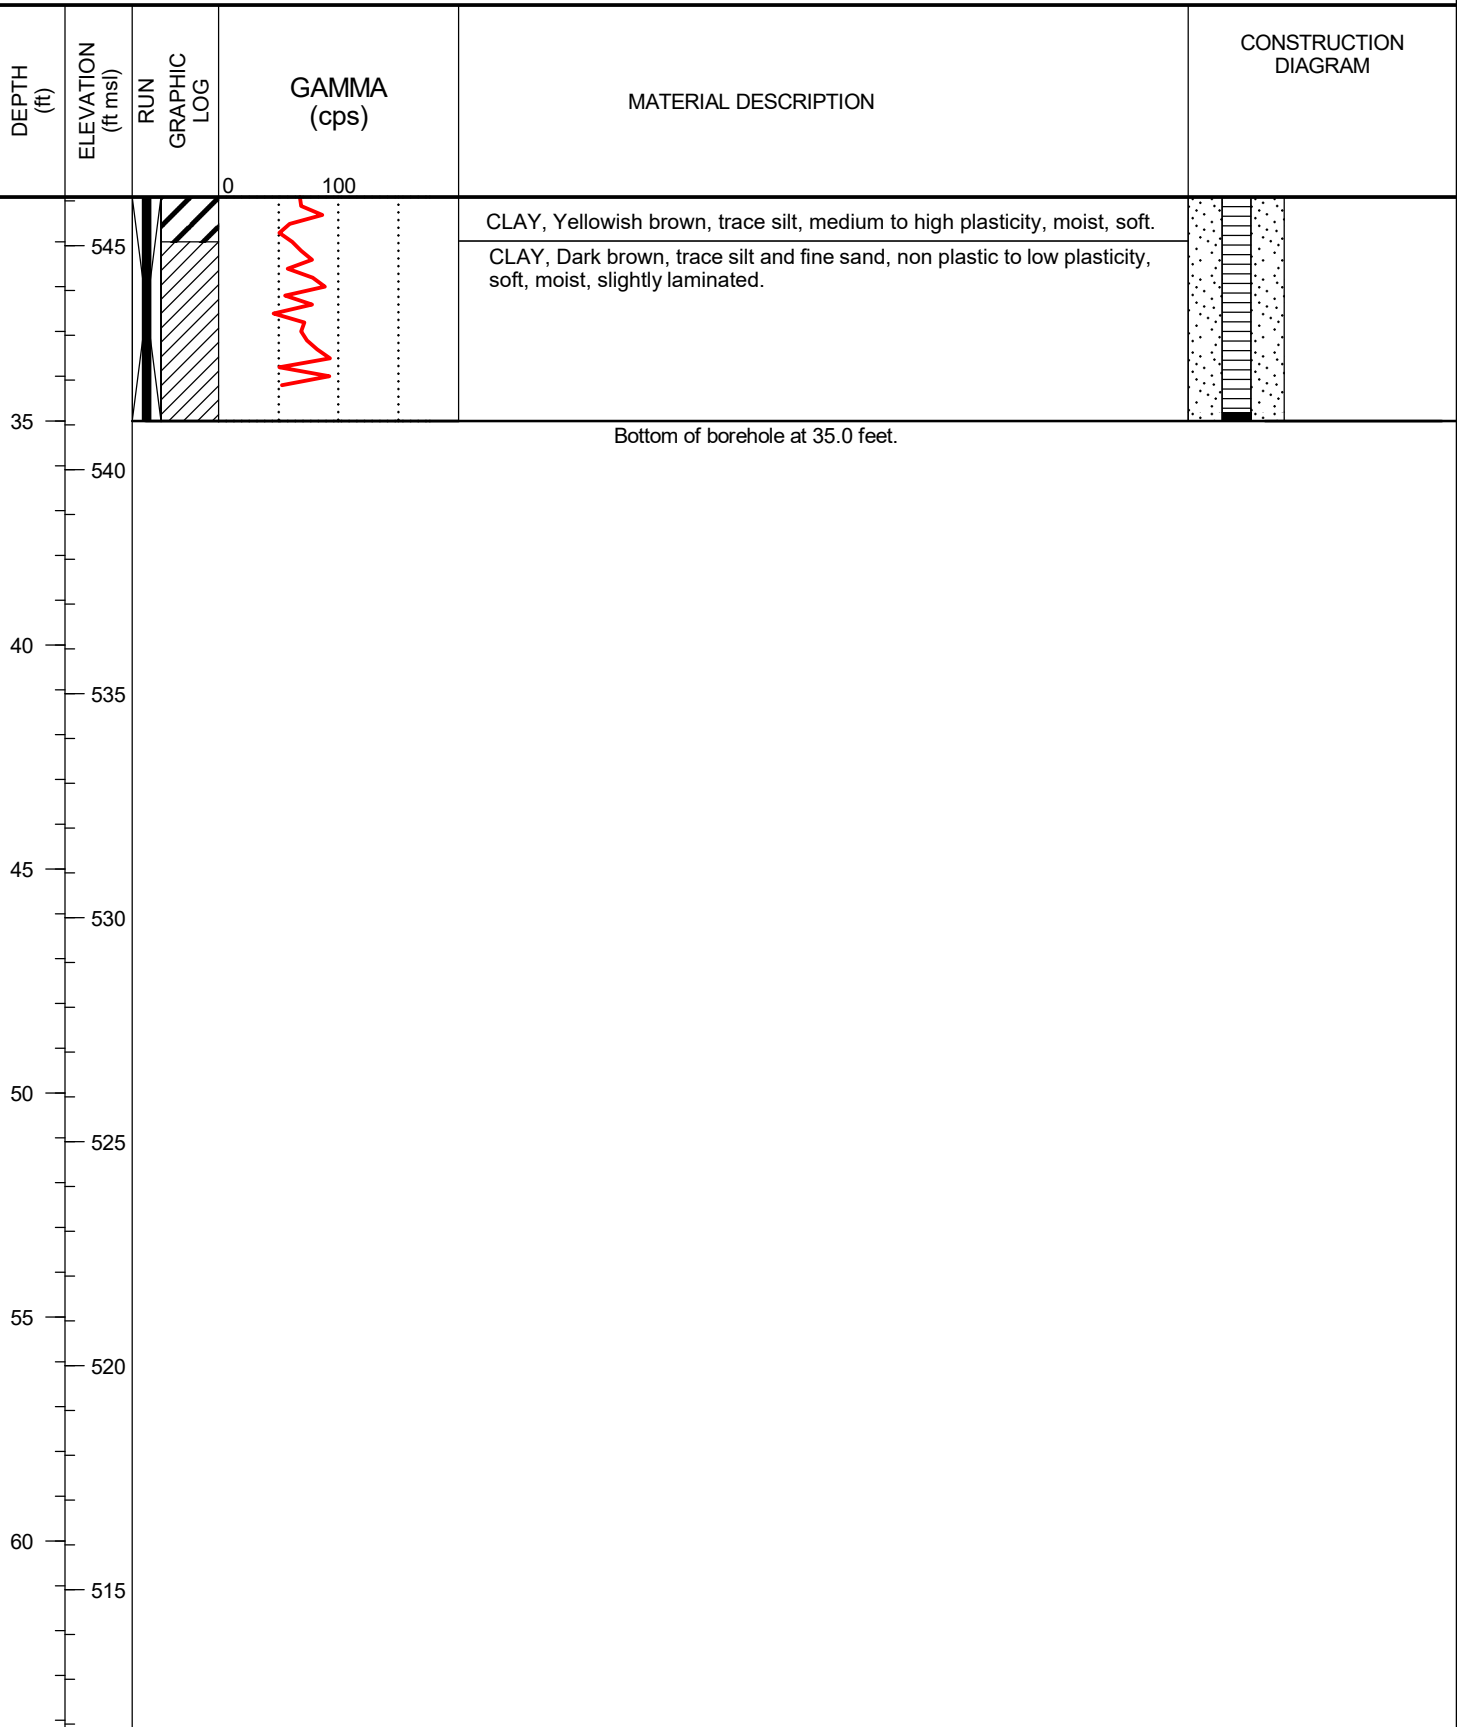 DEPTH
(ft)
ELEVATION
(ft msl)
RUN
GRAPHIC
LOG
GAMMA
(cps)
0 100
MATERIAL DESCRIPTION
CONSTRUCTION
DIAGRAM
CLAY, Yellowish brown, trace silt, medium to high plasticity, moist, soft.
545
CLAY, Dark brown, trace silt and fine sand, non plastic to low plasticity,
soft, moist, slightly laminated.
35
Bottom of borehole at 35.0 feet.
540
40
535
45
530
50
525
55
520
60
515